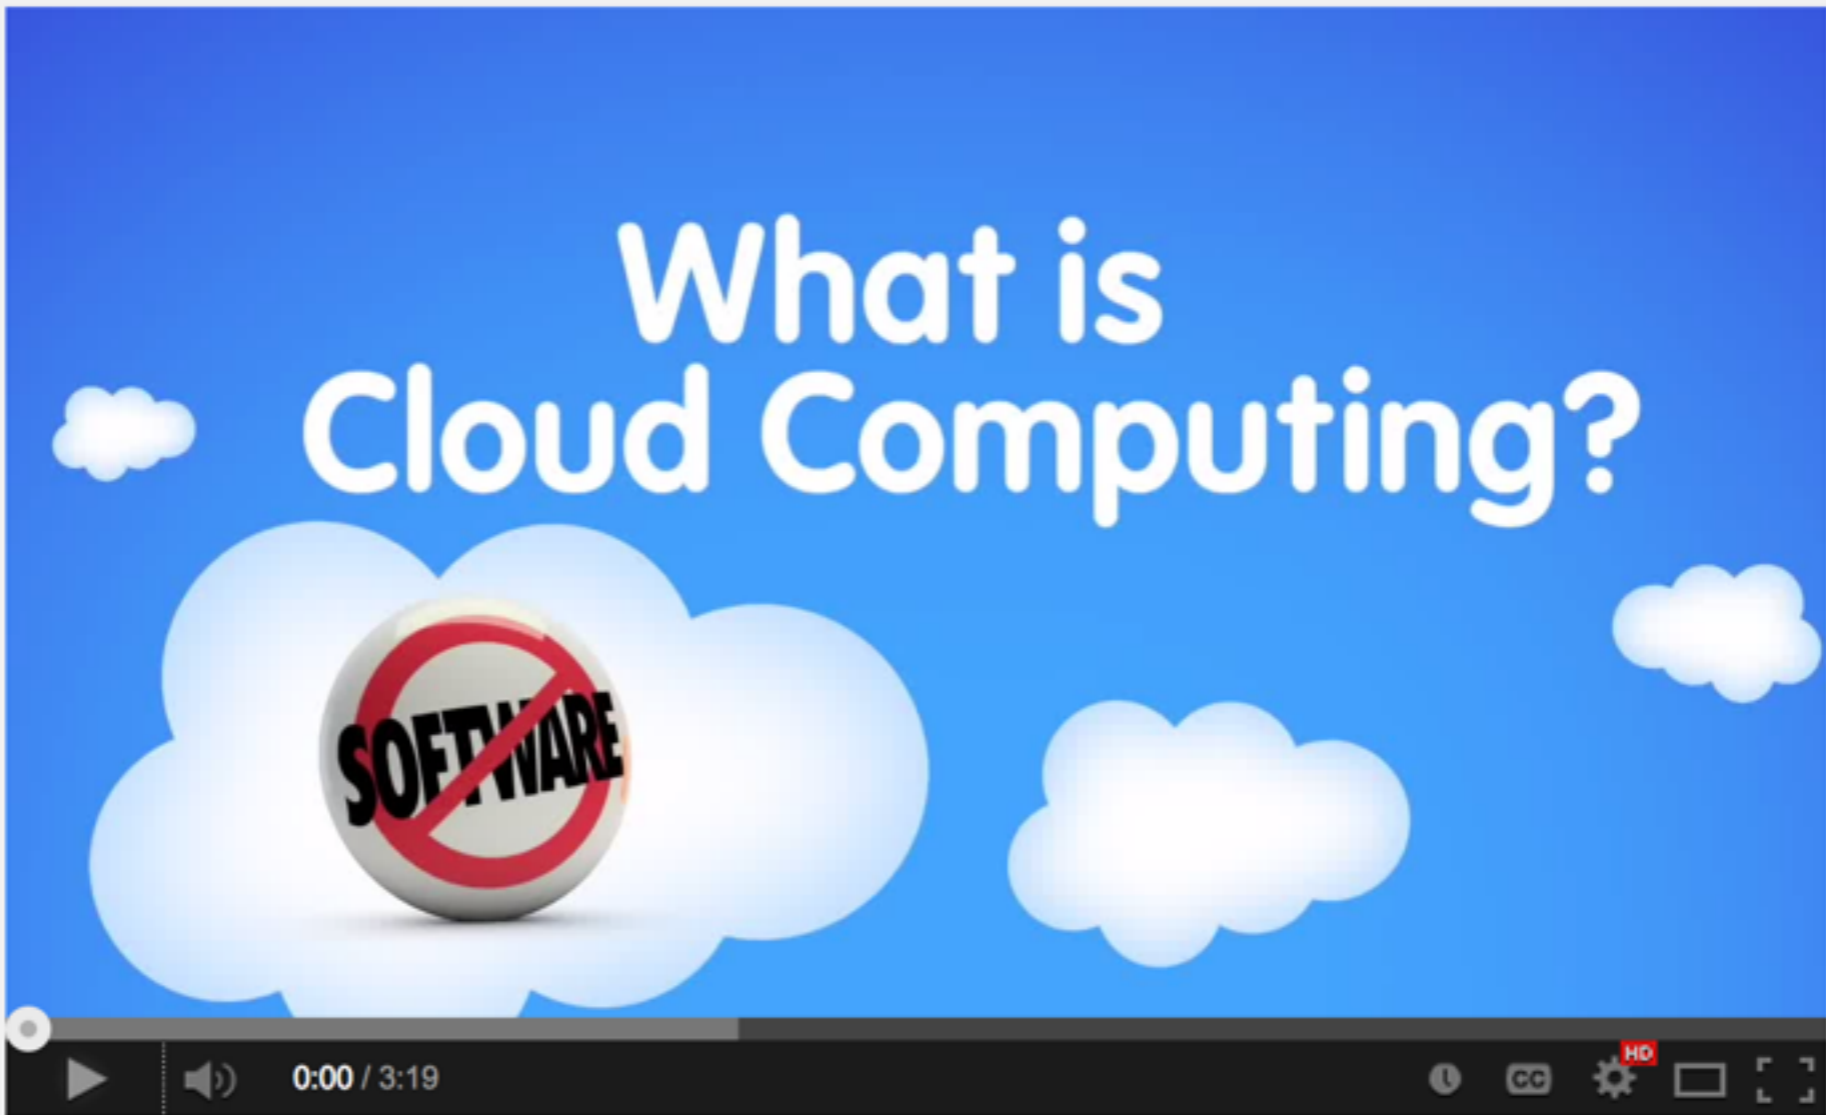 What is
Cloud Computing?
SOFTWARE
HD
0:00 / 3:19
CC